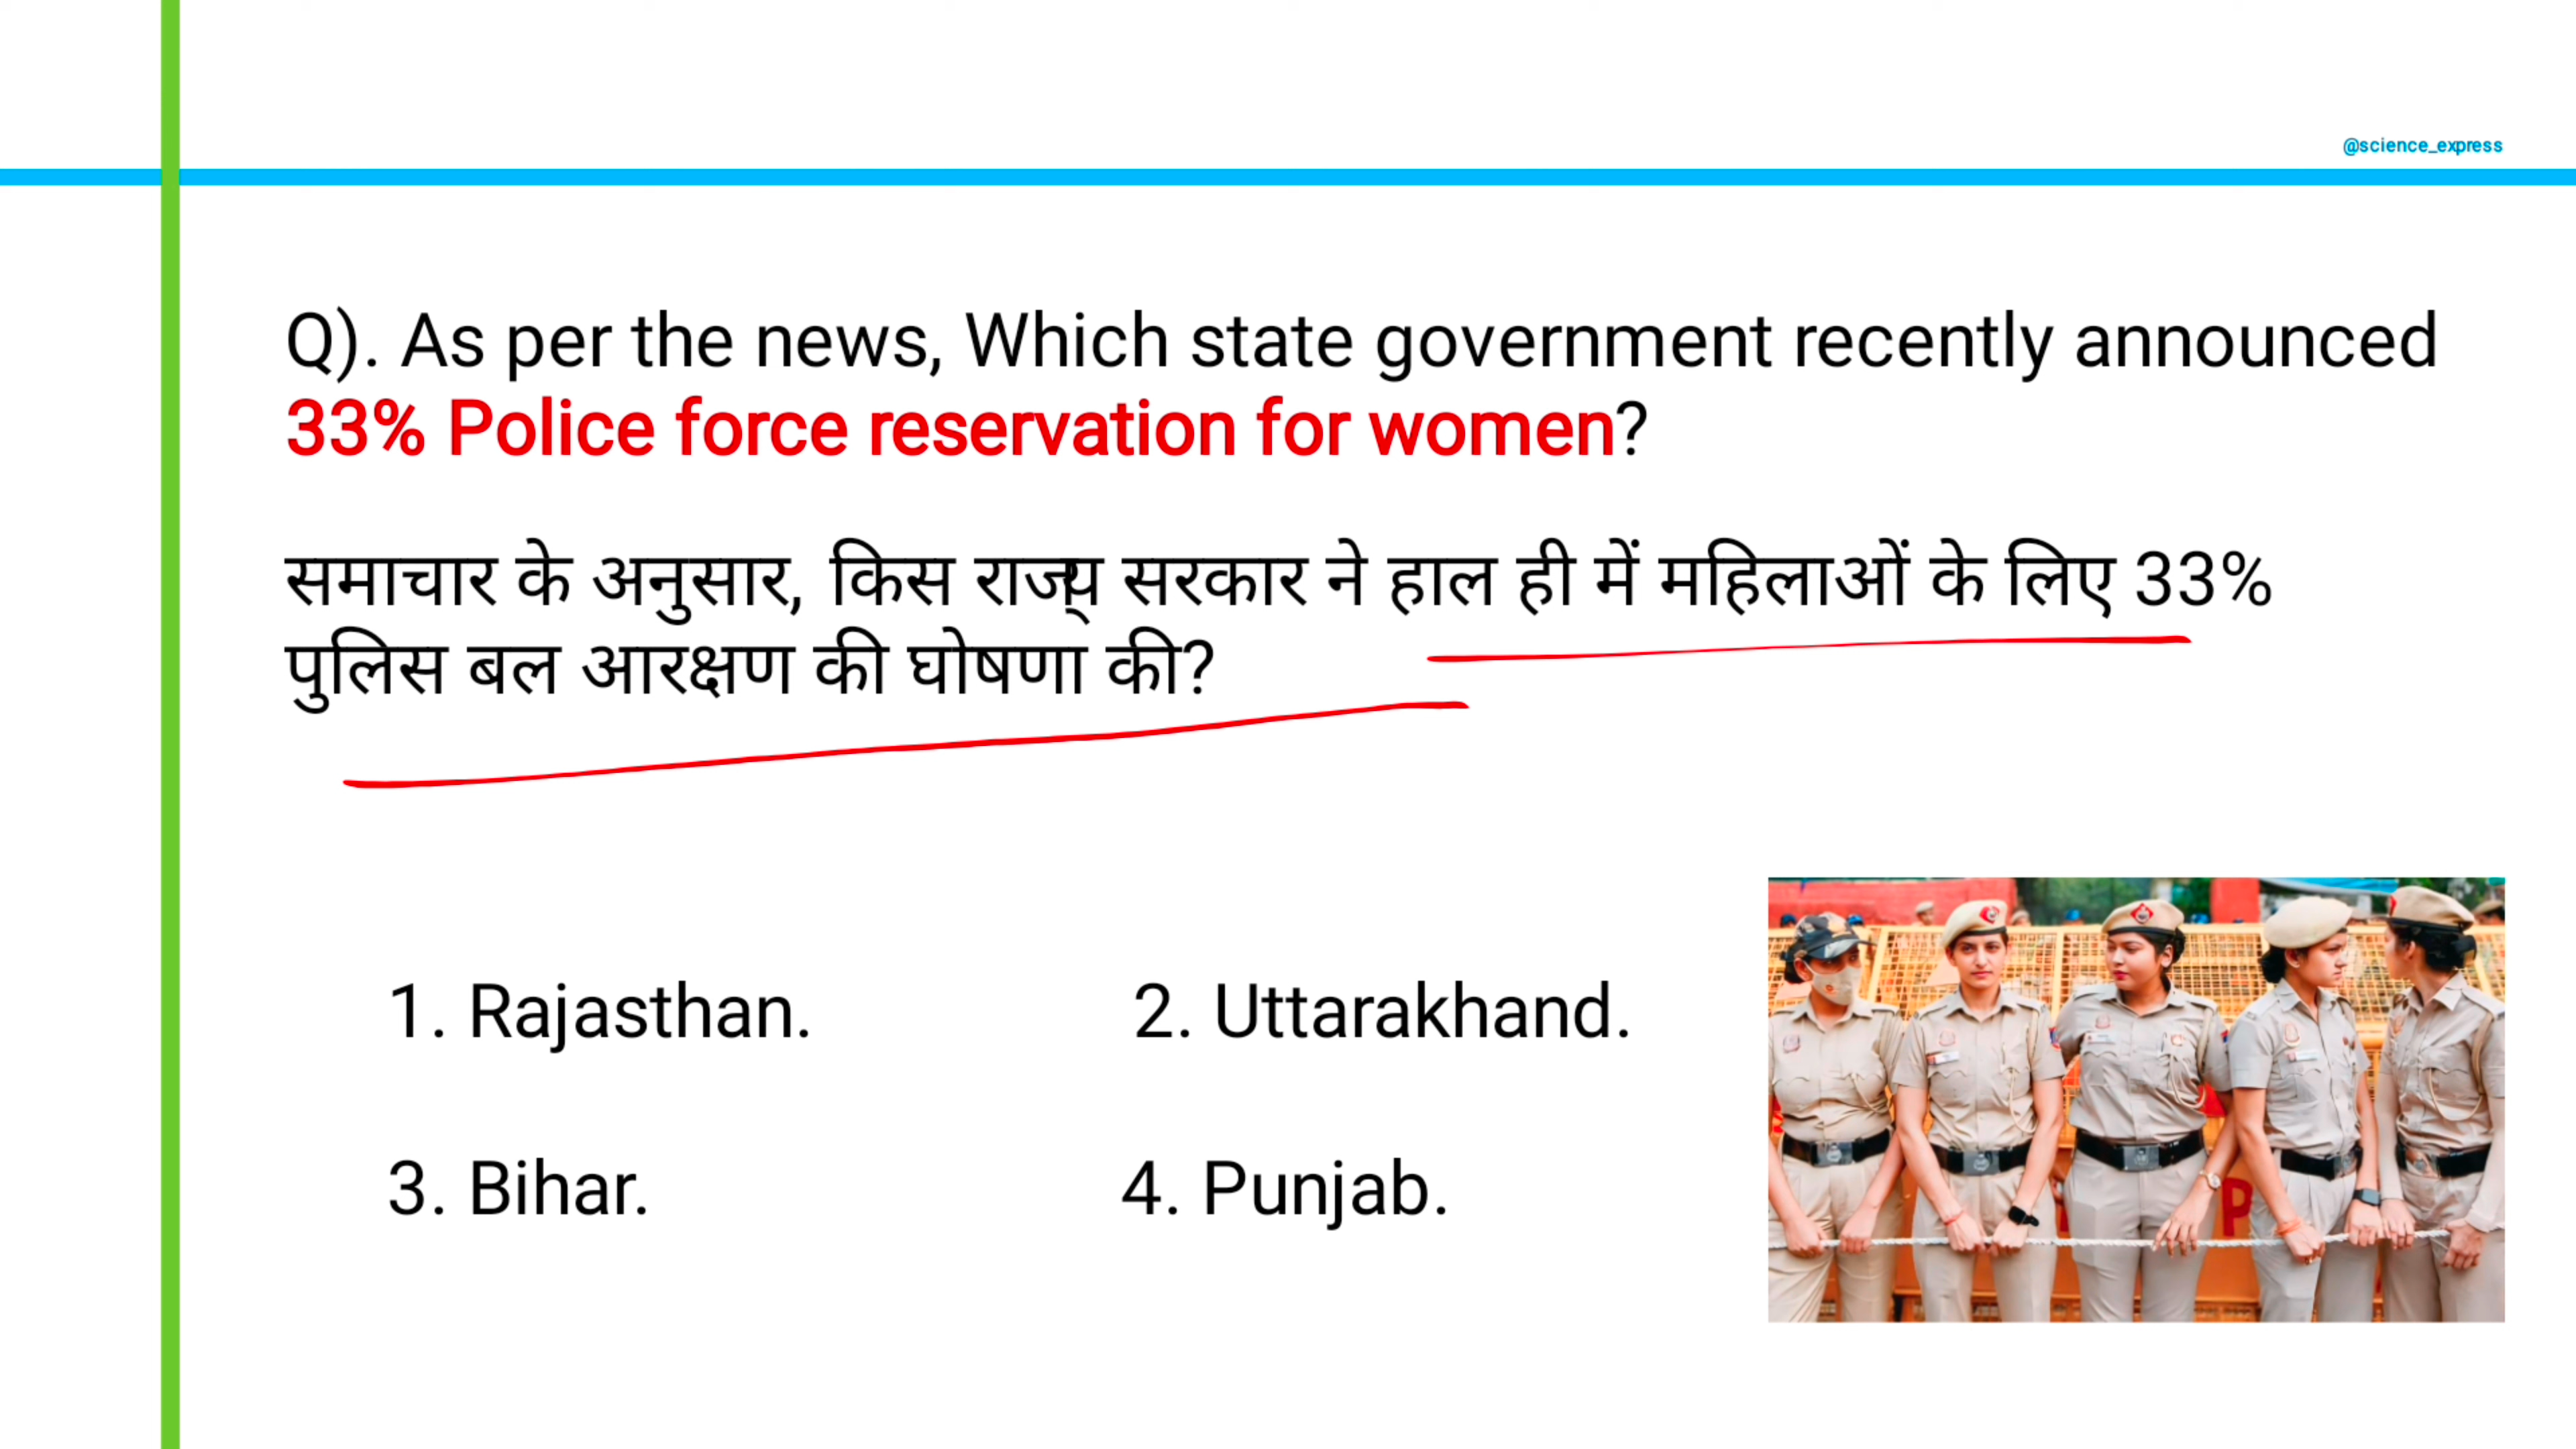 @science_express
Q). As per the news, Which state government recently announced
33% Police force reservation for women?
समाचार के अनुसार, किस राज्य सरकार ने हाल ही में महिलाओं के लिए 33%
पुलिस बल आरक्षण की घोषणा की?
1. Rajasthan.
2. Uttarakhand.
3. Bihar.
4. Punjab.
P